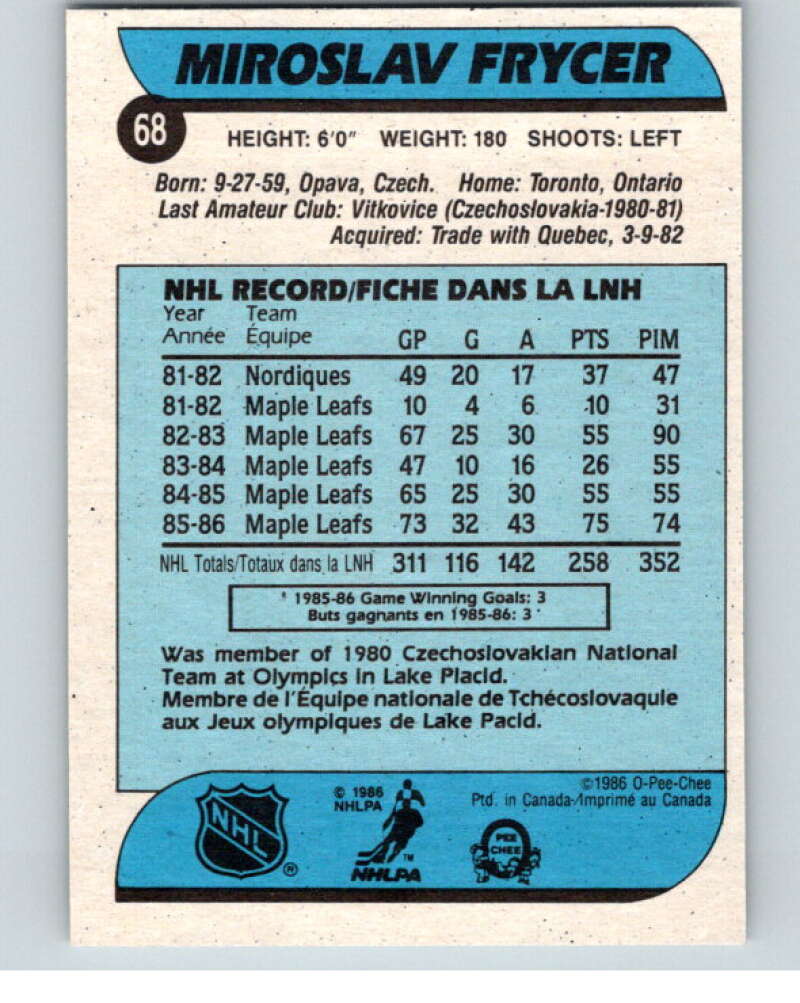 MIROSLAV FRYCER
68
HEIGHT: 6'0" WEIGHT: 180 SHOOTS: LEFT
Born: 9-27-59, Opava, Czech. Home: Toronto, Ontario
Last Amateur Club: Vitkovice (Czechoslovakia-1980-81)
Acquired: Trade with Quebec, 3-9-82
NHL RECORD/FICHE DANS LA LNH
Year Team
Année Équipe GP G A PTS PIM
81-82 Nordiques 49 20 17 37 47
81-82 Maple Leafs 10 4 6 10 31
82-83 Maple Leafs 67 25 30 55 90
83-84 Maple Leafs 47 10 16 26 55
84-85 Maple Leafs 65 25 30 55 55
85-86 Maple Leafs 73 32 43 75 74
NHL Totals/Totaux dans la LNH 311 116 142 258 352
* 1985-86 Game Winning Goals: 3
Buts gagnants en 1985-86: 3 *
Was member of 1980 Czechoslovakian National
Team at Olympics in Lake Placid.
Membre de l'Équipe nationale de Tchécoslovaquie
aux Jeux olympiques de Lake Pacid.
©1986 O-Pee-Chee
Ptd. in Canada-Imprimé au Canada
© 1986
NHLPA
NHL
®
TM
NHLPA
PEE
CHEE